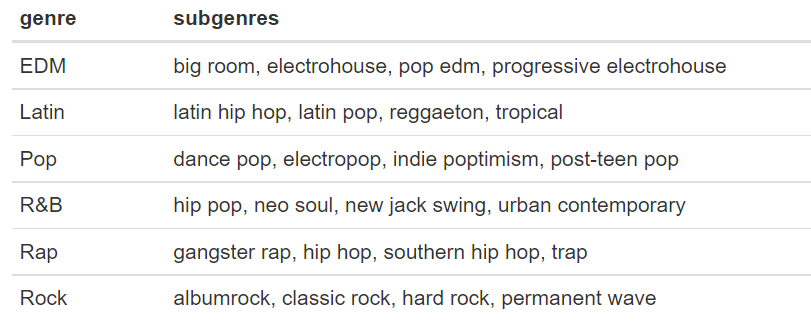 genre subgenres
EDM big room, electrohouse, pop edm, progressive electrohouse
Latin latin hip hop, latin pop, reggaeton, tropical
Pop dance pop, electropop, indie poptimism, post-teen pop
R&B hip pop, neo soul, new jack swing, urban contemporary
Rap gangster rap, hip hop, southern hip hop, trap
Rock albumrock, classic rock, hard rock, permanent wave